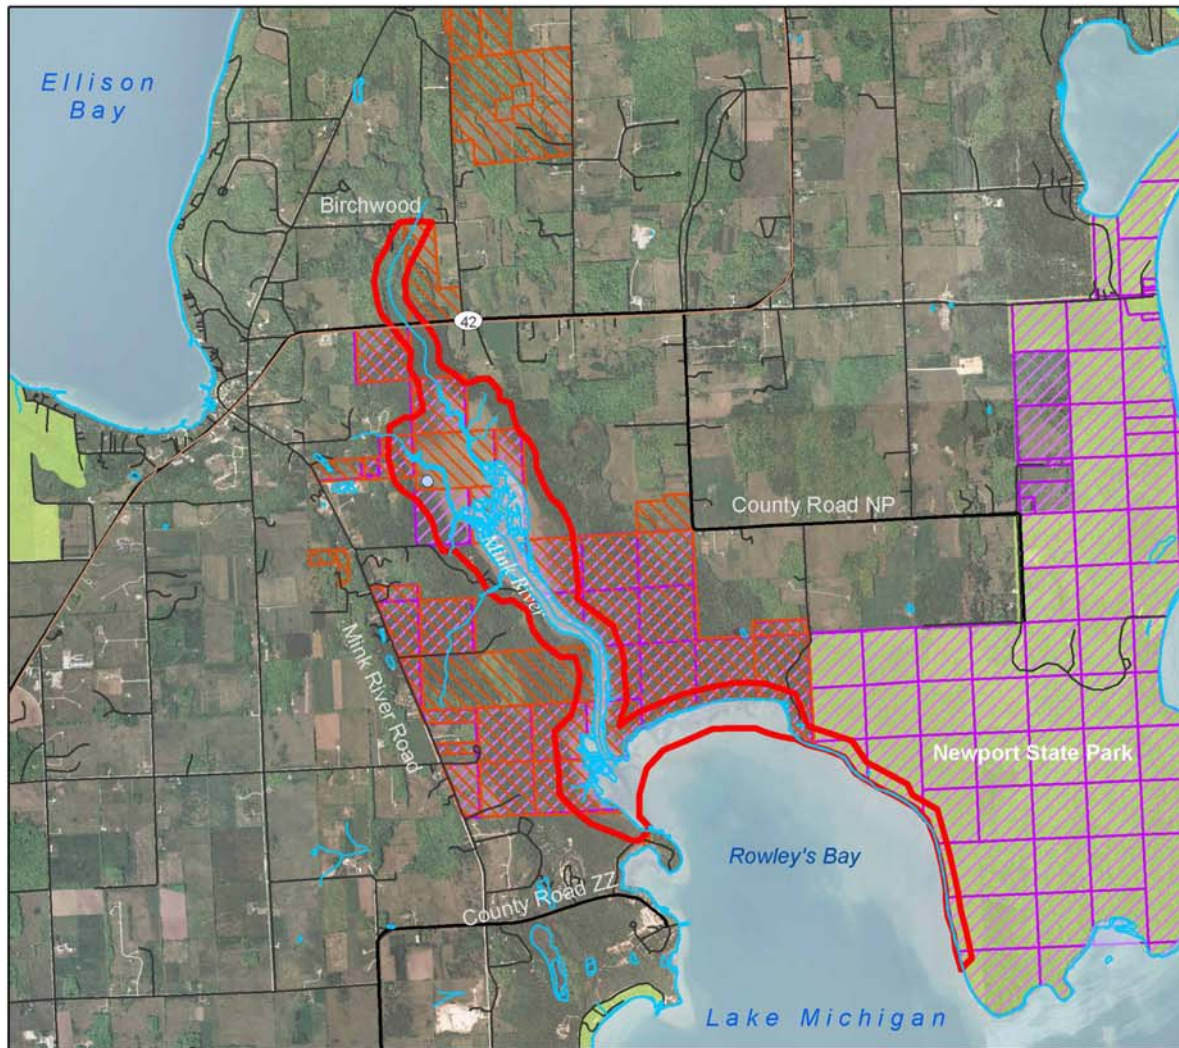 Ellison
Bay
Birchwood
42
County Road NP
Mink River
Mink River Road
Newport State Park
Rowley's Bay
County Road ZZ
Lake Michigan